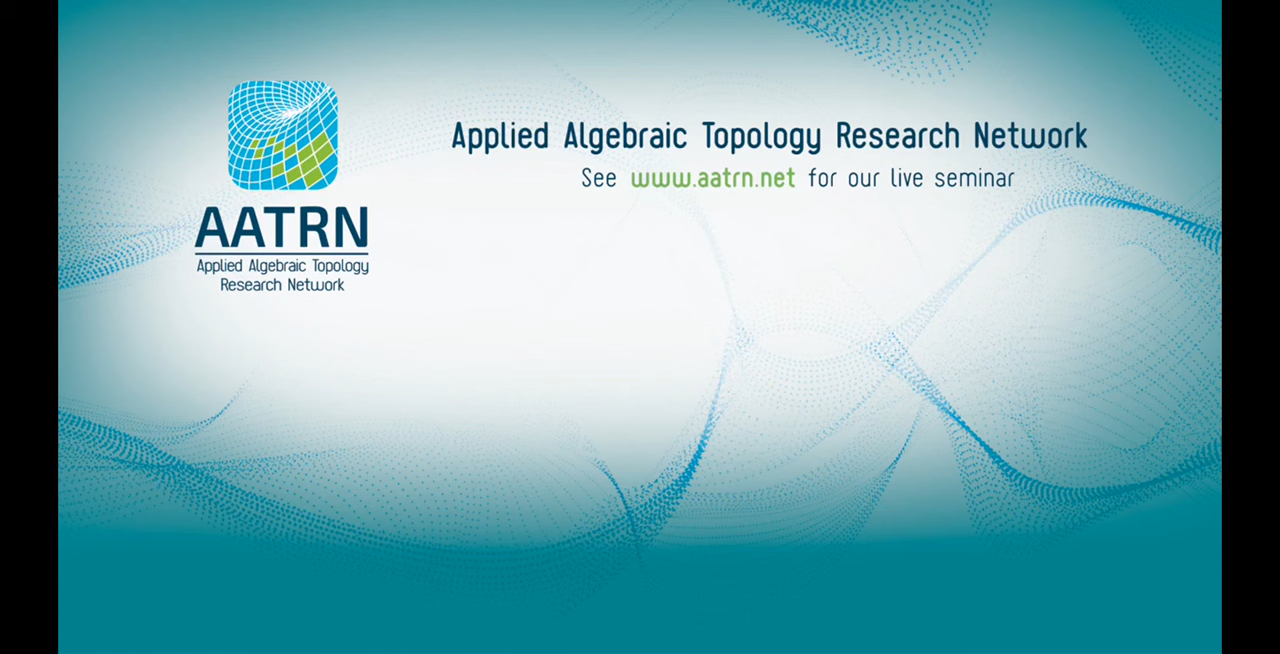 Applied Algebraic Topology Research Network
See www.aatrn.net for our live seminar
AATRN
Applied Algebraic Topology
Research Network